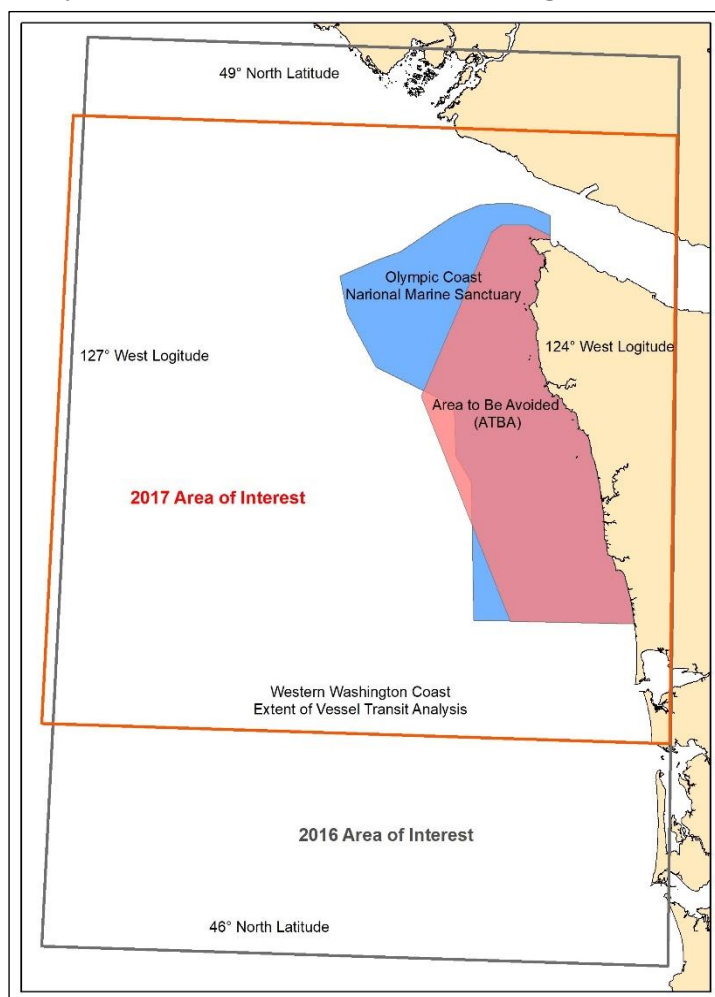 49° North Latitude
Olympic Coast
Narional Marine Sanctuary
127° West Logitude
124° West Logitude
Area to Be Avoided
(ATBA)
2017 Area of Interest
Western Washington Coast
Extent of Vessel Transit Analysis
2016 Area of Interest
46° North Latitude